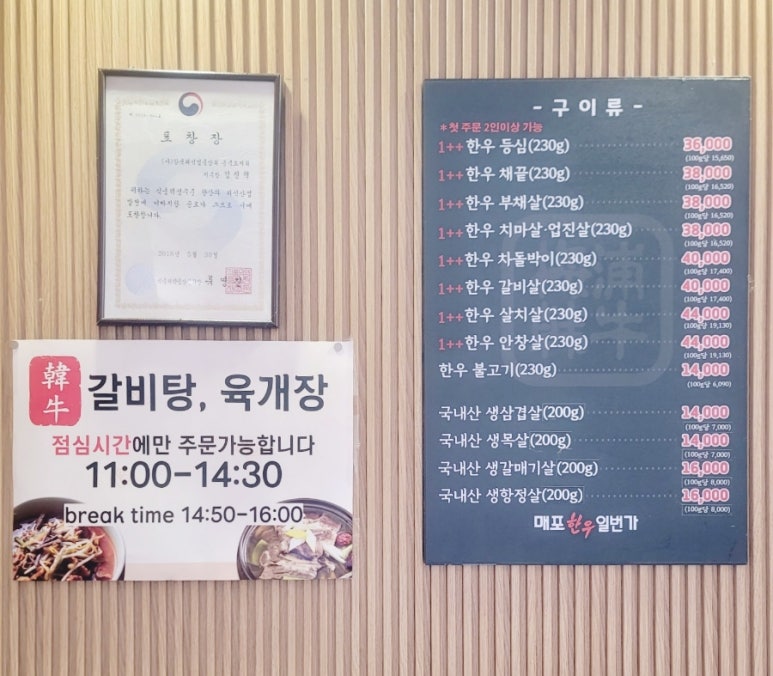 표 창 장
2018년 5월 30일
韓牛
갈비탕, 육개장
점심시간에만 주문가능합니다
11:00-14:30
break time 14:50-16:00
- 구 이 류 -
*첫 주문 2인이상 가능
1++한우 등심(230g) 36,000
(100g당 15,650)
1++한우 채끝(230g) 38,000
(100g당 16,520)
1++한우 부채살(230g) 38,000
(100g당 16,520)
1++한우 치마살·업진살(230g) 38,000
(100g당 16,520)
1++한우 차돌박이(230g) 40,000
(100g당 17,400)
1++한우 갈비살(230g) 40,000
(100g당 17,400)
1++한우 살치살(230g) 44,000
(100g당 19,130)
1++한우 안창살(230g) 44,000
(100g당 19,130)
한우 불고기(230g) 14,000
(100g당 6,090)
국내산 생삼겹살(200g) 14,000
(100g당 7,000)
국내산 생목살(200g) 14,000
(100g당 7,000)
국내산 생갈매기살(200g) 16,000
(100g당 8,000)
국내산 생항정살(200g) 16,000
(100g당 8,000)
매포한우일번가